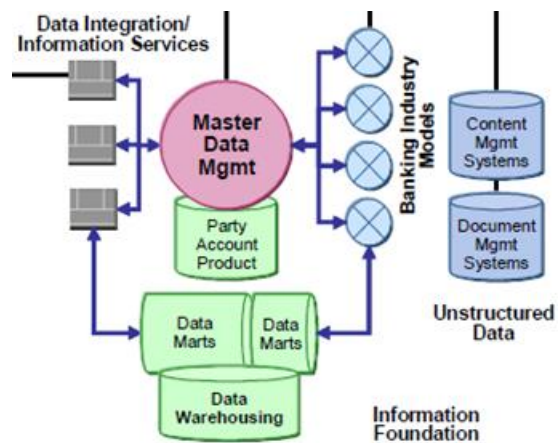 Data Integration/
Information Services
Master
Data
Mgmt
Party
Account
Product
Data
Marts
Data
Marts
Data
Warehousing
Banking Industry
Models
Content
Mgmt
Systems
Document
Mgmt
Systems
Unstructured
Data
Information
Foundation